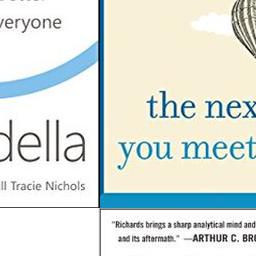 veryone
della
ll Tracie Nichols
the nex
you meet
"Richards brings a sharp analytical mind and
and its aftermath." —ARTHUR C. BRO